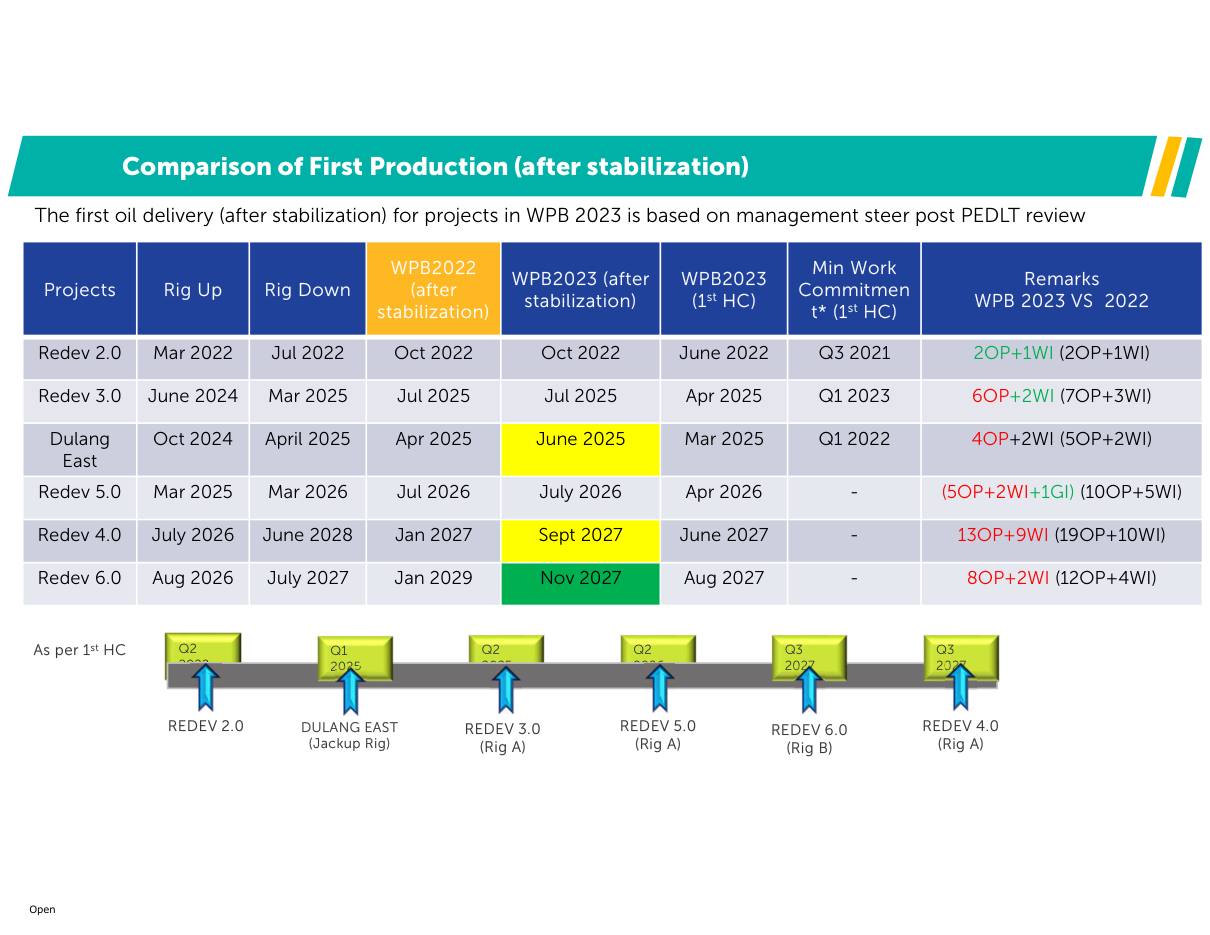 Comparison of First Production (after stabilization)
The first oil delivery (after stabilization) for projects in WPB 2023 is based on management steer post PEDLT review
Projects
Rig Up
Rig Down
WPB2022
(after
stabilization)
WPB2023 (after
stabilization)
WPB2023
(1st HC)
Min Work
Commitmen
t* (1st HC)
Remarks
WPB 2023 VS 2022
Redev 2.0 Mar 2022 Jul 2022 Oct 2022 Oct 2022 June 2022 Q3 2021 2OP+1WI (2OP+1WI)
Redev 3.0 June 2024 Mar 2025 Jul 2025 Jul 2025 Apr 2025 Q1 2023 6OP+2WI (7OP+3WI)
Dulang
East
Oct 2024 April 2025 Apr 2025 June 2025 Mar 2025 Q1 2022 4OP+2WI (5OP+2WI)
Redev 5.0 Mar 2025 Mar 2026 Jul 2026 July 2026 Apr 2026 - (5OP+2WI+1GI) (10OP+5WI)
Redev 4.0 July 2026 June 2028 Jan 2027 Sept 2027 June 2027 - 13OP+9WI (19OP+10WI)
Redev 6.0 Aug 2026 July 2027 Jan 2029 Nov 2027 Aug 2027 - 8OP+2WI (12OP+4WI)
As per 1st HC
Q2
Q1
2025
Q2
Q2
Q3
2027
Q3
REDEV 2.0
DULANG EAST
(Jackup Rig)
REDEV 3.0
(Rig A)
REDEV 5.0
(Rig A)
REDEV 6.0
(Rig B)
REDEV 4.0
(Rig A)
Open